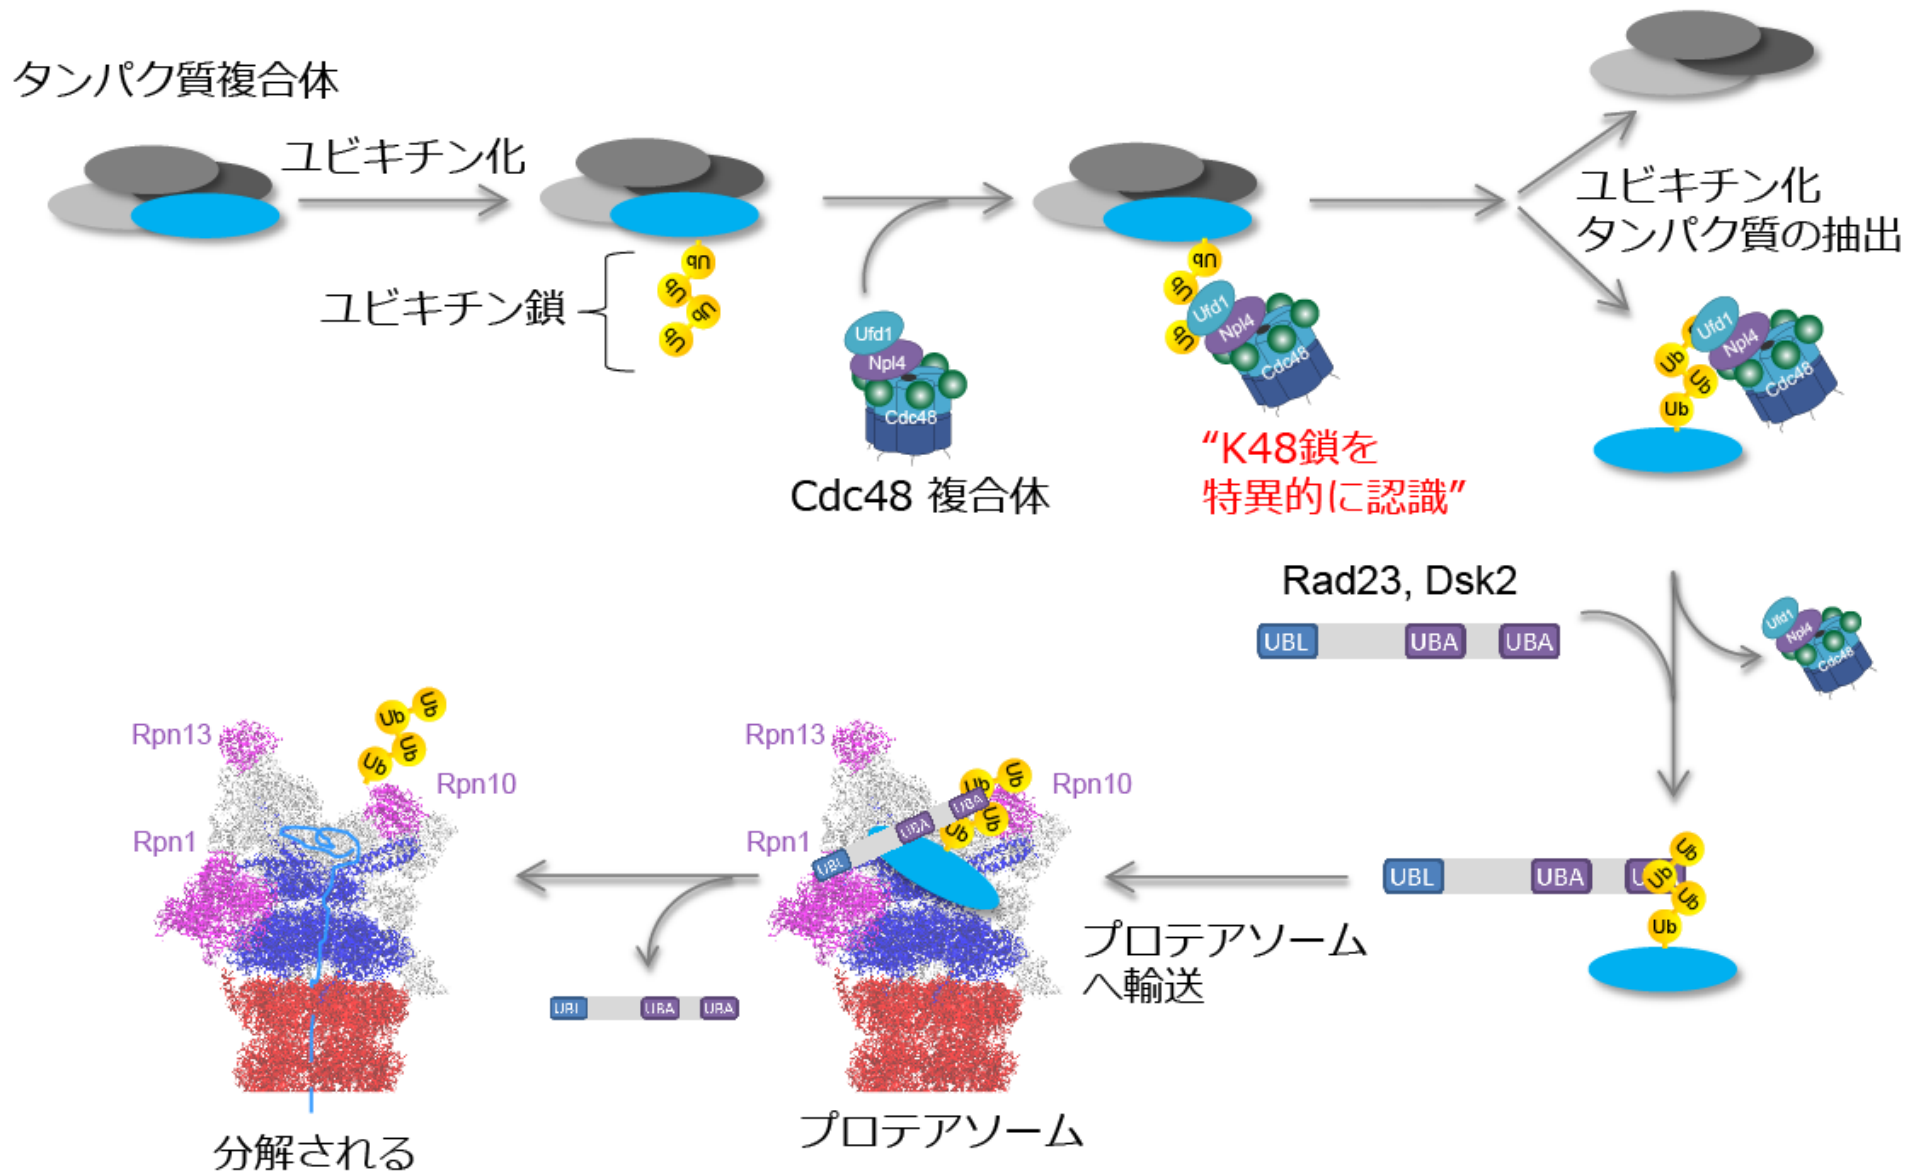 タンパク質複合体
ユビキチン化
ユビキチン鎖
Ub
Ub
Ub
Ub
Ufd1
Npl4
Cdc48
Cdc48 複合体
Ub
Ub
Ub
Ufd1
Npl4
Cdc48
“K48鎖を
特異的に認識”
ユビキチン化
タンパク質の抽出
Ufd1
Npl4
Cdc48
Ub
Ub
Ub
Rad23, Dsk2
UBL
UBA
UBA
Ufd1
Npl4
Cdc48
UBL
UBA
Ub
Ub
Ub
Ub
プロテアソーム
へ輸送
Rpn13
Rpn10
Rpn1
Ub
Ub
Ub
Ub
UBL
UBA
UBA
プロテアソーム
UBL
UBA
UBA
Rpn13
Rpn10
Rpn1
Ub
Ub
Ub
Ub
分解される